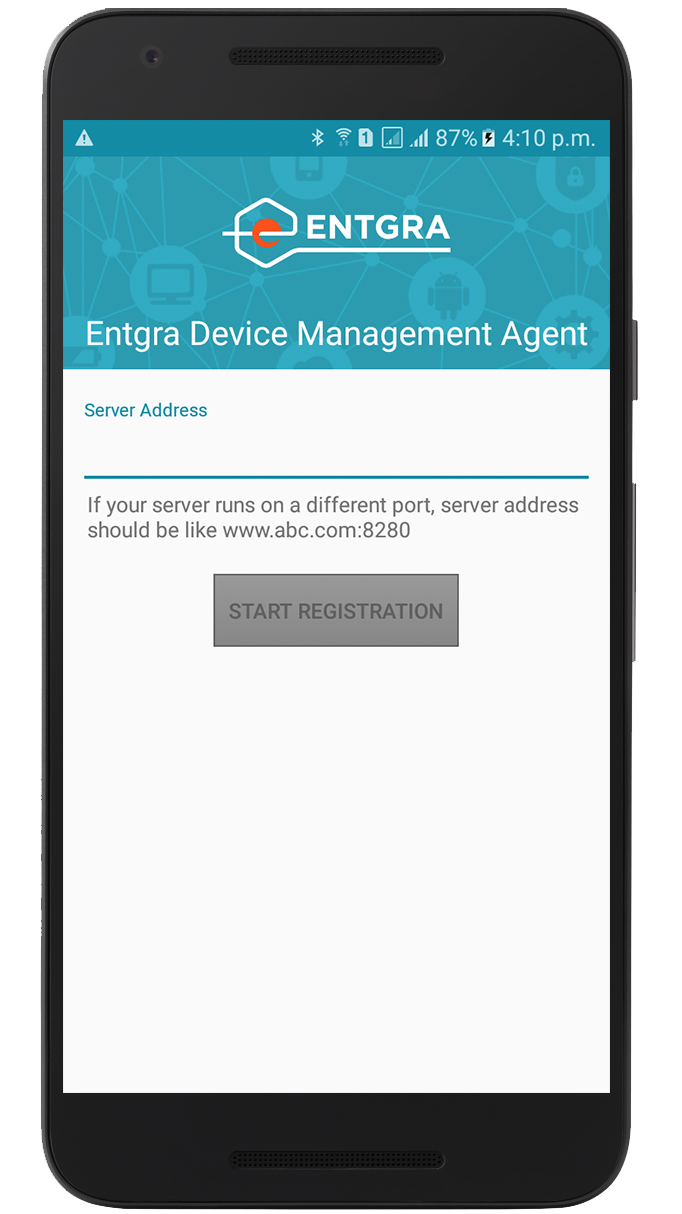 1 87% 4:10 p.m.
ENTGRA
Entgra Device Management Agent
Server Address
If your server runs on a different port, server address
should be like www.abc.com:8280
START REGISTRATION